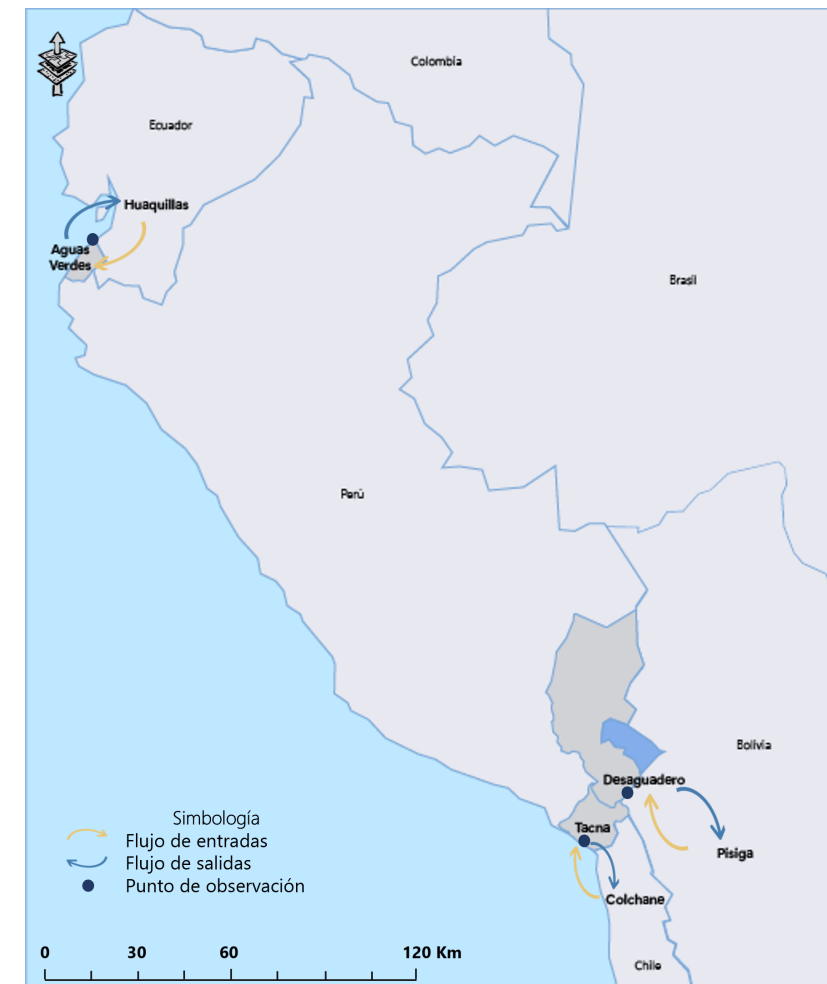 Colombia
Ecuador
Huaquillas
Aguas
Verdes
Brasil
Perú
Bolivia
Desaguadero
Tacna
Pisiga
Colchane
Chile
Simbología
Flujo de entradas
Flujo de salidas
Punto de observación
0 30 60 120 Km